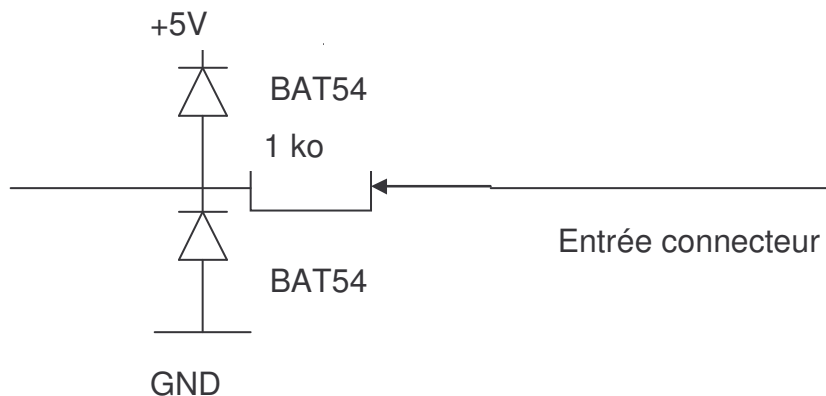 +5V
BAT54
1 ko
Entrée connecteur
BAT54
GND